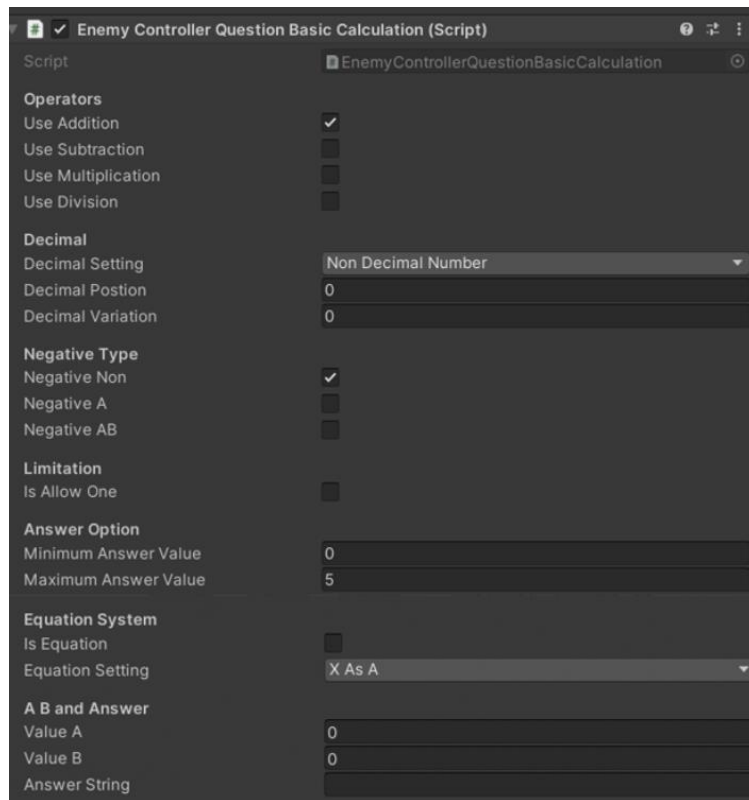 # Enemy Controller Question Basic Calculation (Script)
Script EnemyControllerQuestionBasicCalculation
Operators
Use Addition
Use Subtraction
Use Multiplication
Use Division
Decimal
Decimal Setting Non Decimal Number
Decimal Postion 0
Decimal Variation 0
Negative Type
Negative Non
Negative A
Negative AB
Limitation
Is Allow One
Answer Option
Minimum Answer Value 0
Maximum Answer Value 5
Equation System
Is Equation
Equation Setting X As A
A B and Answer
Value A 0
Value B 0
Answer String